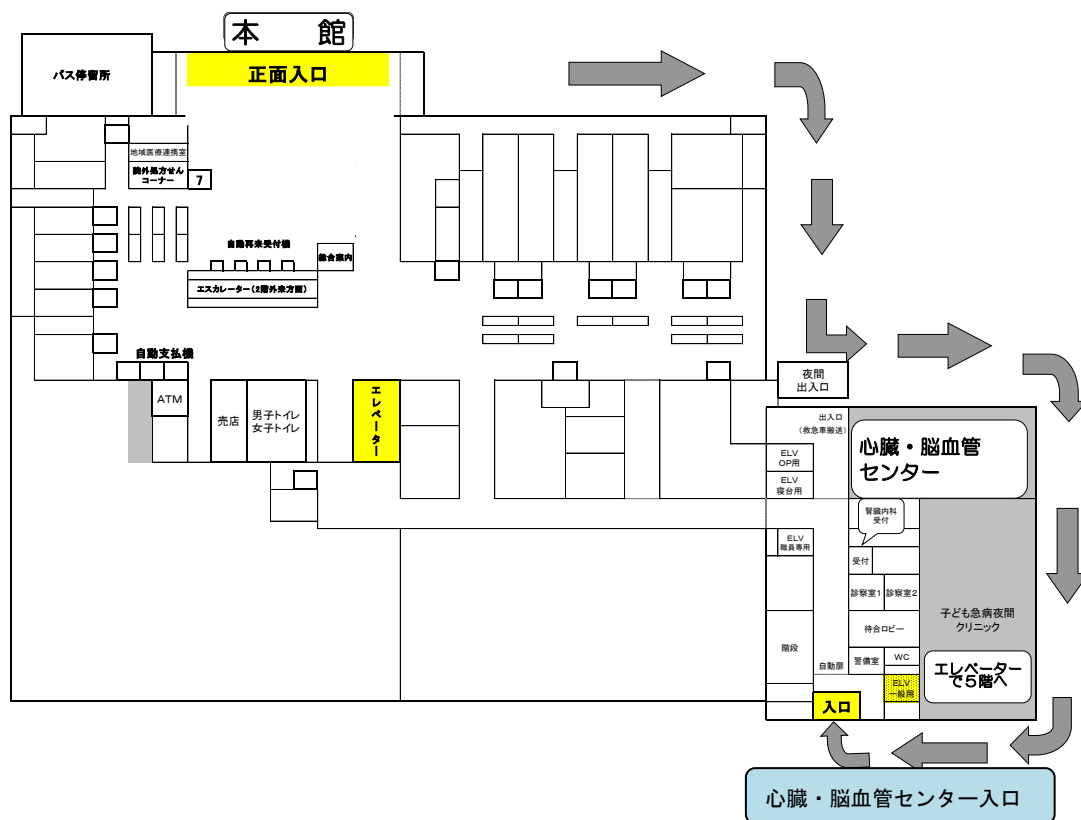 本　館
バス停留所
正面入口
地域医療連携室
院外処方せん
コーナー
7
自動再来受付機
総合案内
エスカレーター(2階外来方面)
自動支払機
ATM
売店
男子トイレ
女子トイレ
エレベーター
夜間
出入口
出入口
(救急車搬送)
心臓・脳血管
センター
ELV
OP用
ELV
寝台用
腎臓内科
受付
ELV
職員専用
受付
診察室1
診察室2
子ども急病夜間
クリニック
待合ロビー
階段
自動扉
警備室
WC
エレベーター
で5階へ
ELV
一般用
入口
心臓・脳血管センター入口